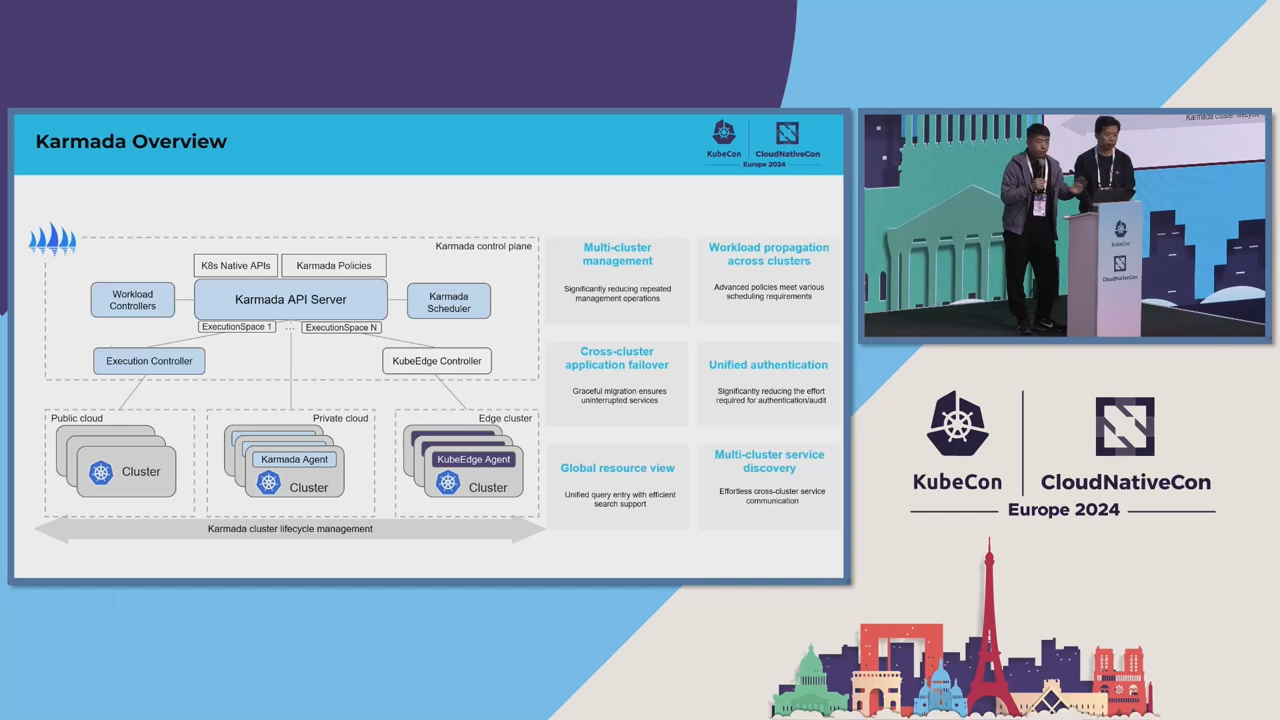 Karmada Overview
KubeCon
CloudNativeCon
Europe 2024
Karmada control plane
K8s Native APIs
Karmada Policies
Workload
Controllers
Karmada API Server
Karmada
Scheduler
ExecutionSpace 1
...
ExecutionSpace N
Execution Controller
KubeEdge Controller
Public cloud
Private cloud
Edge cluster
Cluster
Karmada Agent
Cluster
KubeEdge Agent
Cluster
Karmada cluster lifecycle management
Multi-cluster
management
Significantly reducing repeated
management operations
Workload propagation
across clusters
Advanced policies meet various
scheduling requirements
Cross-cluster
application failover
Graceful migration ensures
uninterrupted services
Unified authentication
Significantly reducing the effort
required for authentication/audit
Global resource view
Unified query entry with efficient
search support
Multi-cluster service
discovery
Effortless cross-cluster service
communication
KubeCon
CloudNativeCon
KubeCon
CloudNativeCon
Europe 2024